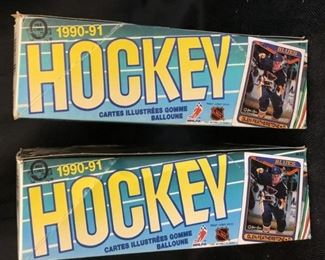 1990-91
HOCKEY
CARTES ILLUSTRÉES GOMME
BALLOUNE
BLUES
1990-91
HOCKEY
CARTES ILLUSTRÉES GOMME
BALLOUNE
BLUES